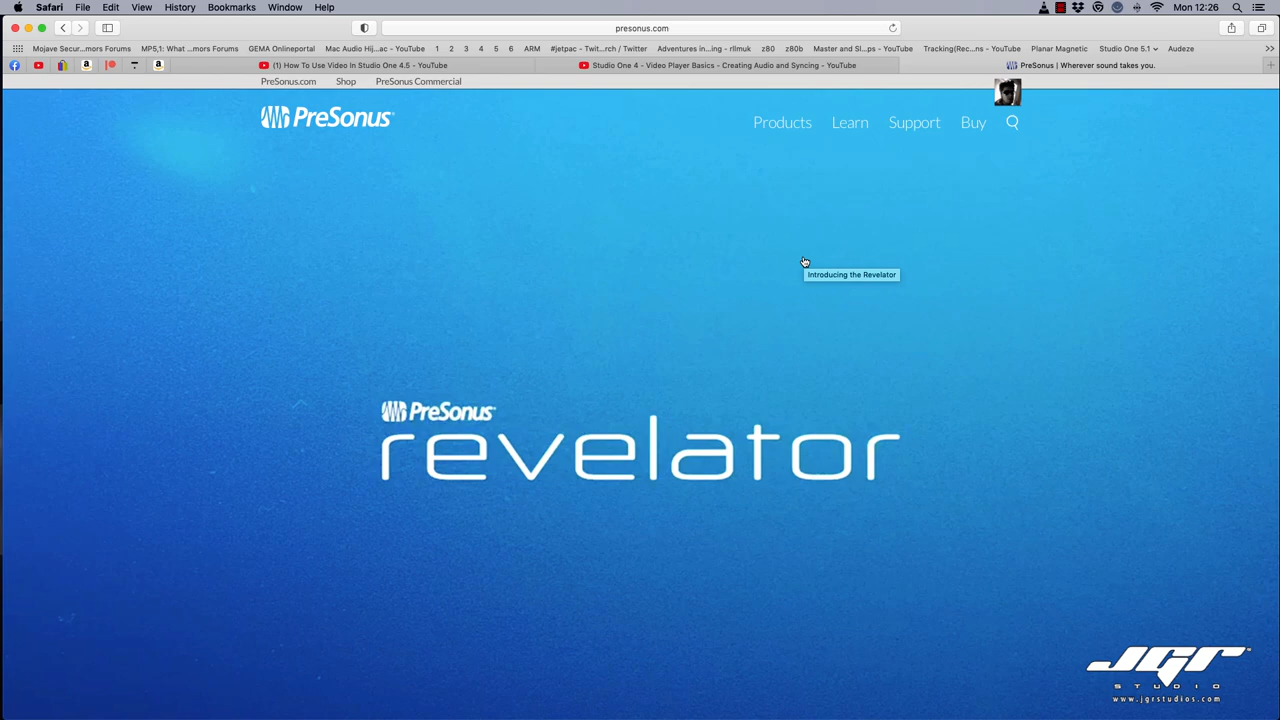 Safari File Edit View History Bookmarks Window Help Mon 12:26
presonus.com
Mojave Secur...mors Forums MP5,1: What ...mors Forums GEMA Onlineportal Mac Audio Hij...ac - YouTube 1 2 3 4 5 6 ARM #jetpac - Twit...rch / Twitter Adventures in...ing - rllmuk z80 z80b Master and Sl...ps - YouTube Tracking(Rec...ns - YouTube Planar Magnetic Studio One 5.1 Audeze
(1) How To Use Video In Studio One 4.5 - YouTube Studio One 4 - Video Player Basics - Creating Audio and Syncing - YouTube PreSonus | Wherever sound takes you.
PreSonus.com Shop PreSonus Commercial
PreSonus Products Learn Support Buy
Introducing the Revelator
PreSonus
revelator
JGR
STUDIO
www.jgrstudios.com